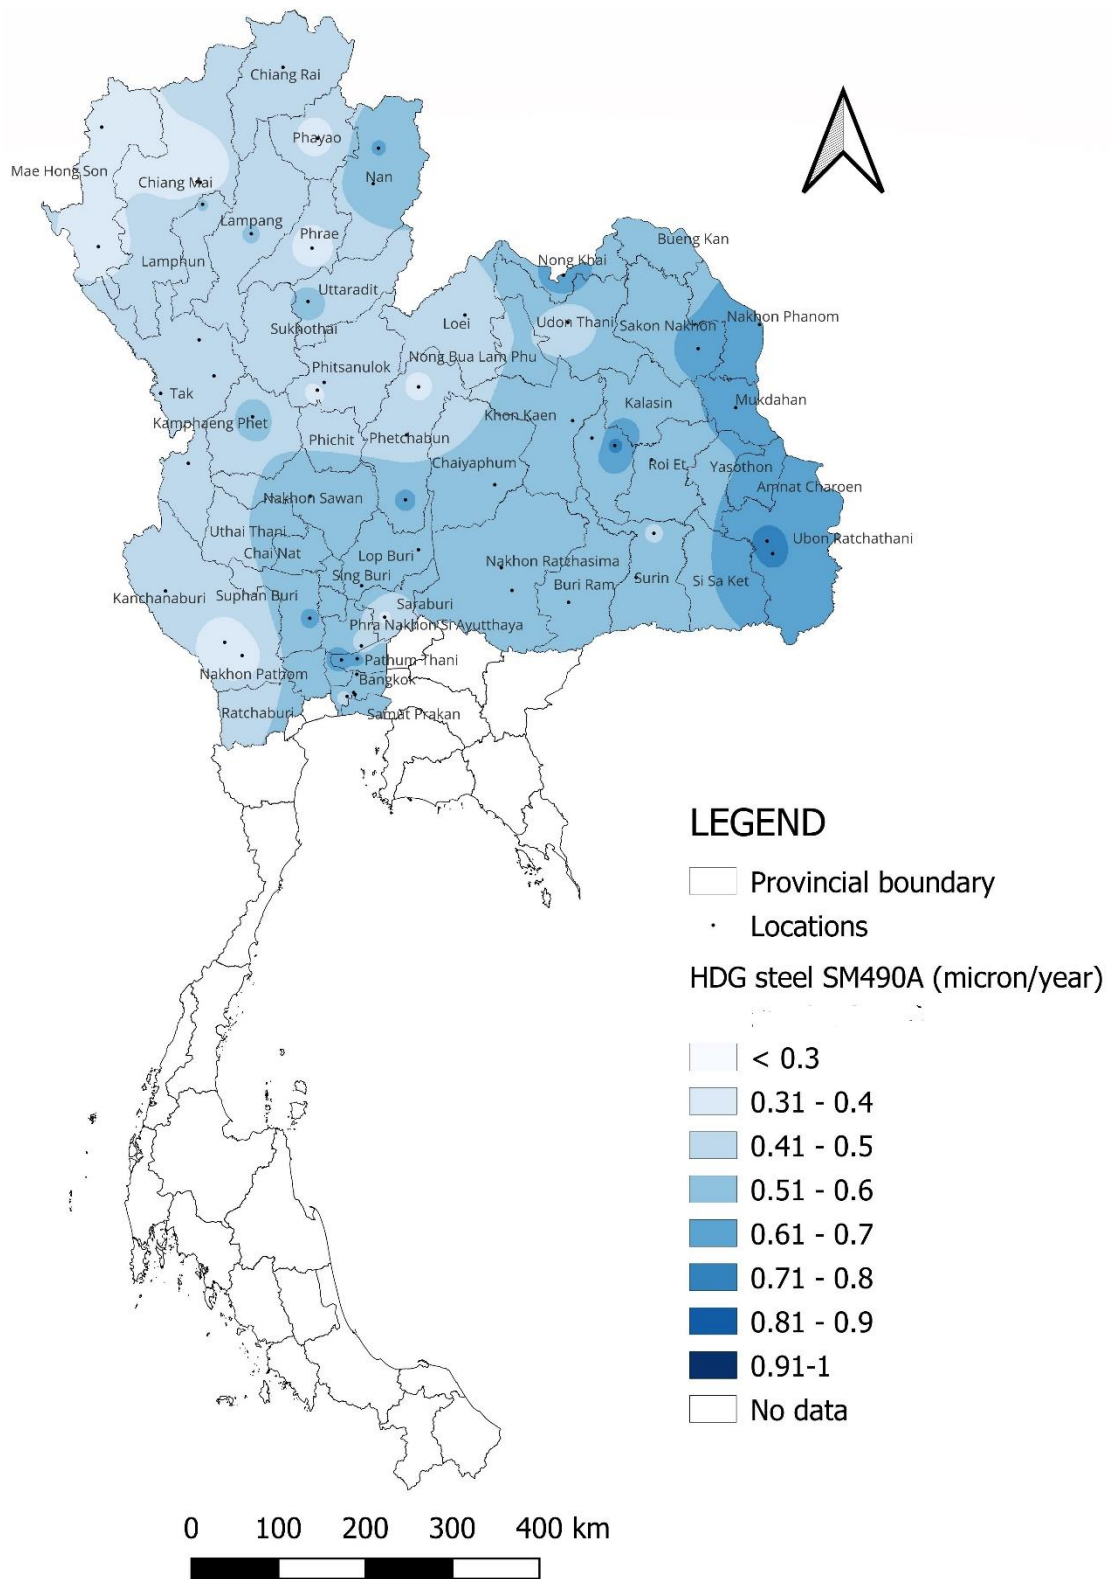 Chiang Rai
Phayao
Mae Hong Son
Chiang Mai
Nan
Lampang
Phrae
Bueng Kan
Lamphun
Nong Khai
Uttaradit
Sukhothai
Loei
Udon Thani
Sakon Nakhon
Nakhon Phanom
Phitsanulok
Nong Bua Lam Phu
Tak
Mukdahan
Kamphaeng Phet
Khon Kaen
Kalasin
Phichit
Phetchabun
Chaiyaphum
Roi Et
Yasothon
Amnat Charoen
Nakhon Sawan
Uthai Thani
Chai Nat
Lop Buri
Ubon Ratchathani
Sing Buri
Nakhon Ratchasima
Kanchanaburi
Suphan Buri
Buri Ram
Surin
Si Sa Ket
Saraburi
Phra Nakhon Si Ayutthaya
Nakhon Pathom
Pathum Thani
Bangkok
Ratchaburi
Samat Prakan
LEGEND
Provincial boundary
Locations
HDG steel SM490A (micron/year)
< 0.3
0.31 - 0.4
0.41 - 0.5
0.51 - 0.6
0.61 - 0.7
0.71 - 0.8
0.81 - 0.9
0.91-1
No data
0 100 200 300 400 km